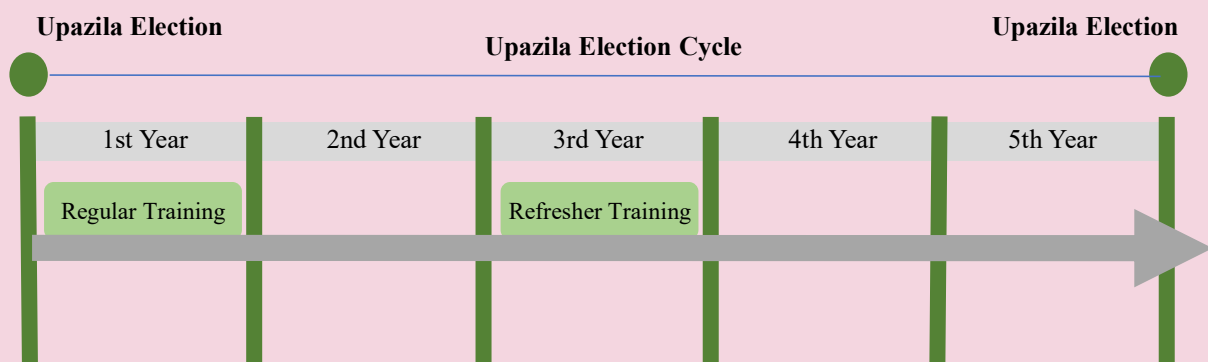 Upazila Election
Upazila Election Cycle
Upazila Election
1st Year
2nd Year
3rd Year
4th Year
5th Year
Regular Training
Refresher Training